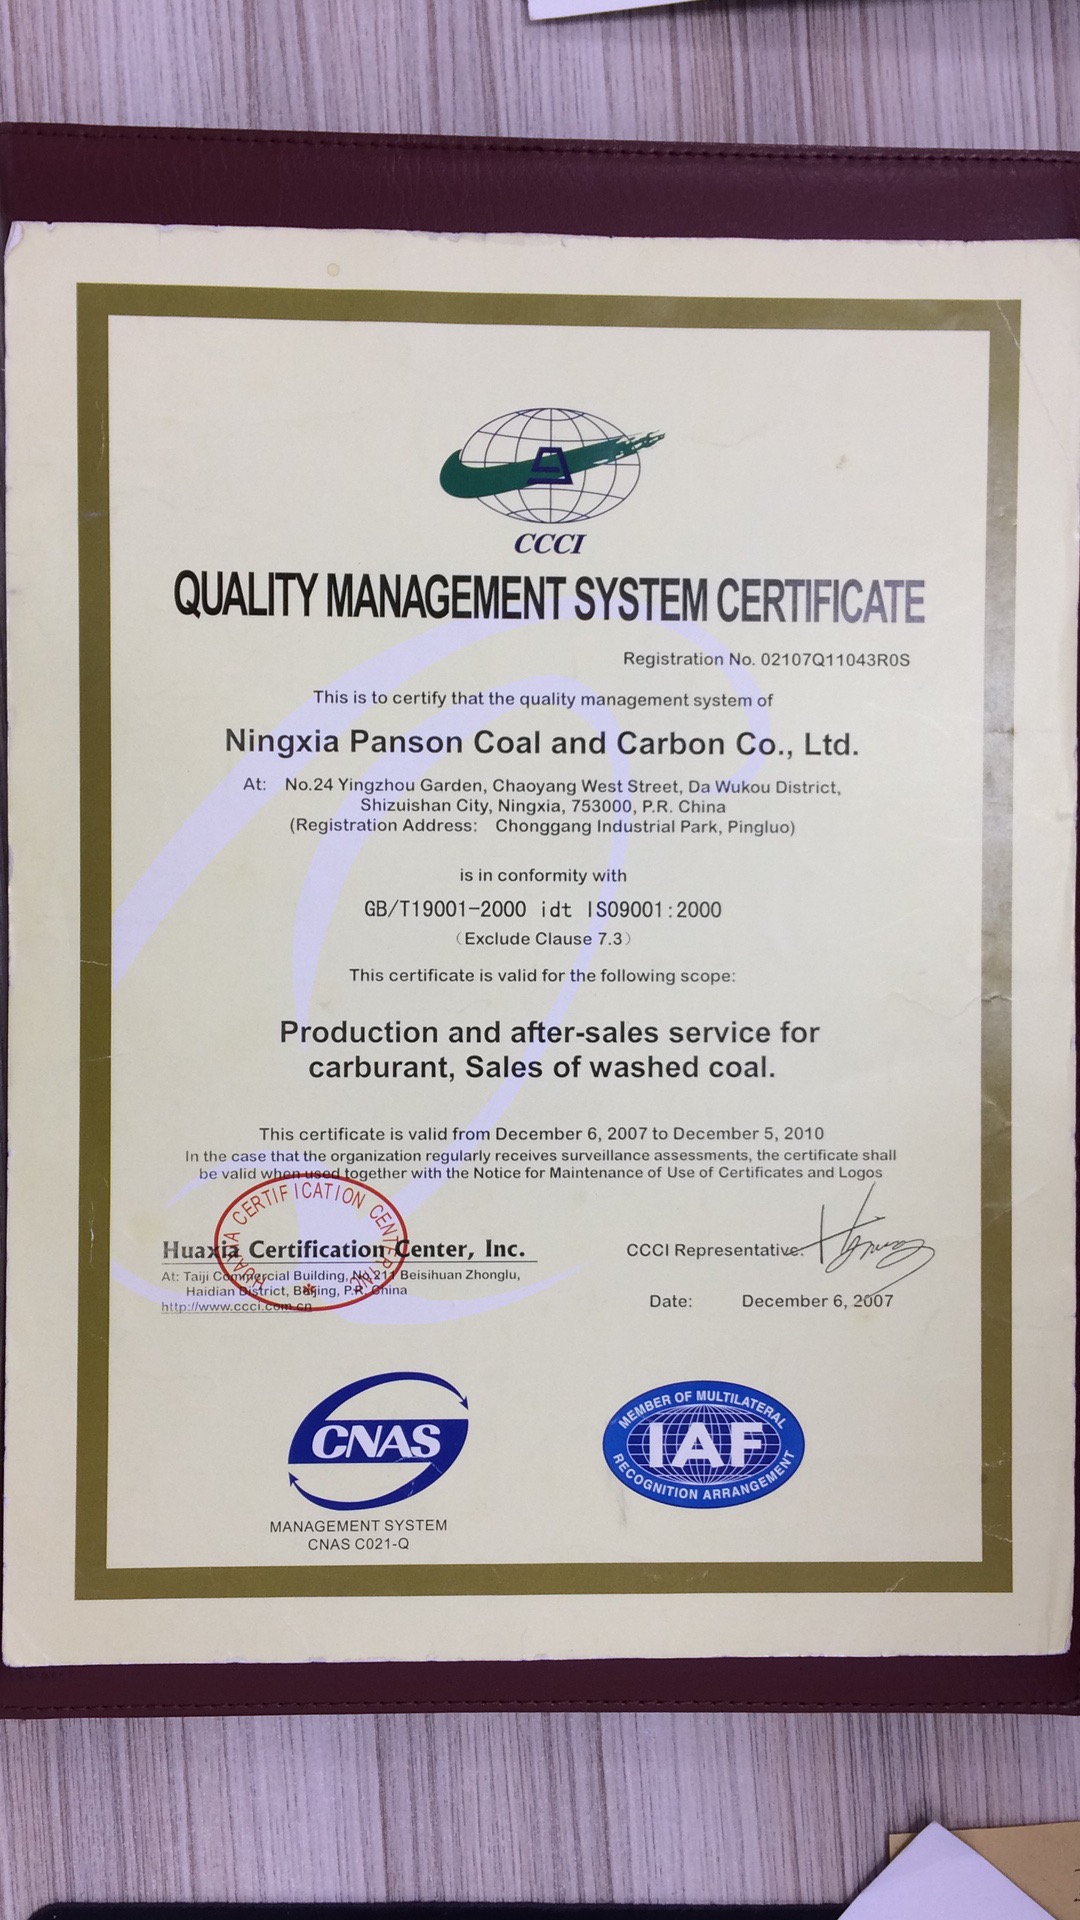 CCCI
QUALITY MANAGEMENT SYSTEM CERTIFICATE
Registration No. 02107Q11043R0S
This is to certify that the quality management system of
Ningxia Panson Coal and Carbon Co., Ltd.
At: No.24 Yingzhou Garden, Chaoyang West Street, Da Wukou District,
Shizuishan City, Ningxia, 753000, P.R. China
(Registration Address: Chonggang Industrial Park, Pingluo)
is in conformity with
GB/T19001-2000 idt ISO9001:2000
(Exclude Clause 7.3)
This certificate is valid for the following scope:
Production and after-sales service for
carburant, Sales of washed coal.
This certificate is valid from December 6, 2007 to December 5, 2010
In the case that the organization regularly receives surveillance assessments, the certificate shall
be valid when used together with the Notice for Maintenance of Use of Certificates and Logos
HUAXIA CERTIFICATION CENTER, INC.
Huaxia Certification Center, Inc.
At: Taiji Commercial Building, No.211 Beisihuan Zhonglu,
Haidian District, Beijing, P.R. China
http://www.ccci.com.cn
CCCI Representative:
Date: December 6, 2007
CNAS
MANAGEMENT SYSTEM
CNAS C021-Q
MEMBER OF MULTILATERAL
IAF
RECOGNITION ARRANGEMENT